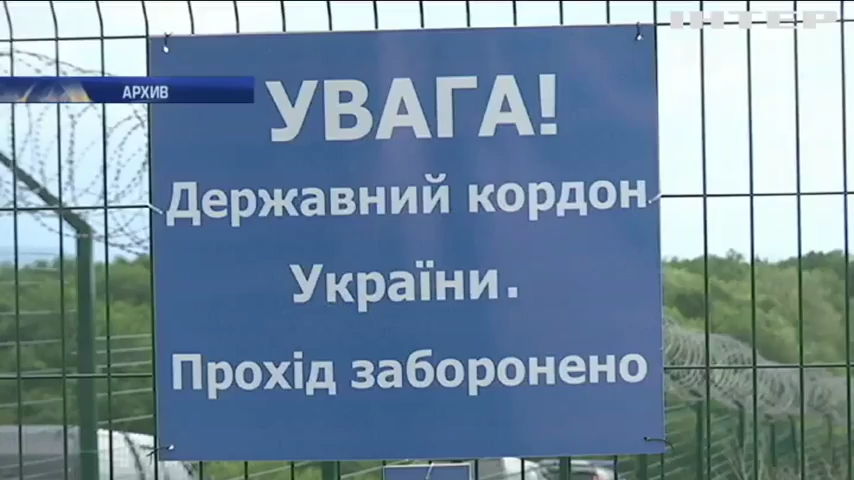 ІНТЕР
АРХИВ
УВАГА!
Державний кордон
України.
Прохід заборонено